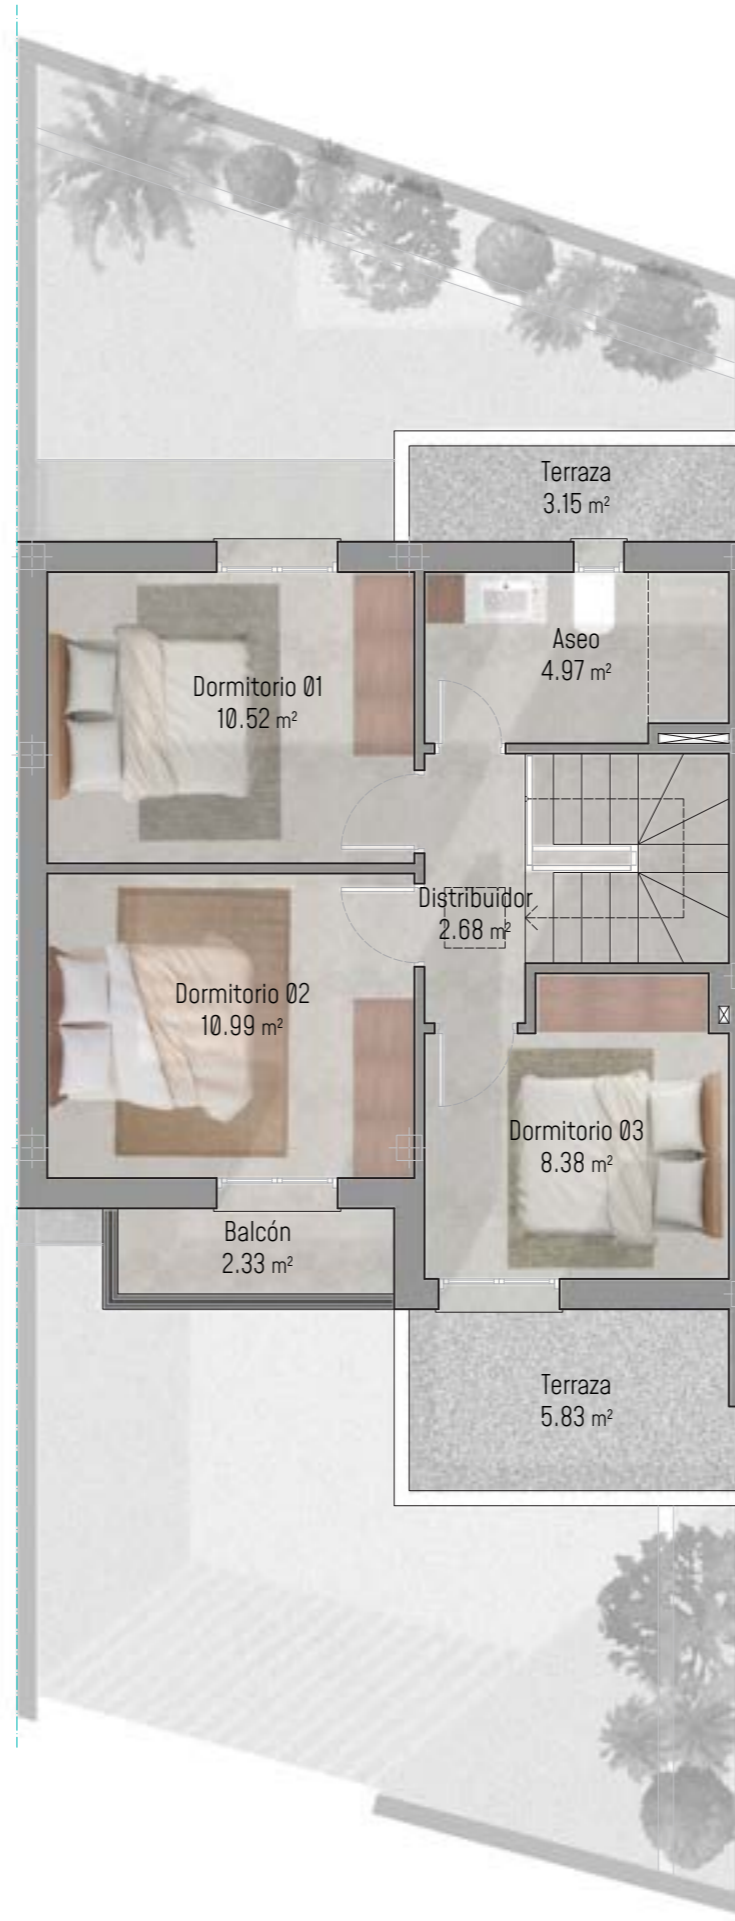 Terraza
3.15 m²
Aseo
4.97 m²
Dormitorio 01
10.52 m²
Distribuidor
2.68 m²
Dormitorio 02
10.99 m²
Dormitorio 03
8.38 m²
Balcón
2.33 m²
Terraza
5.83 m²